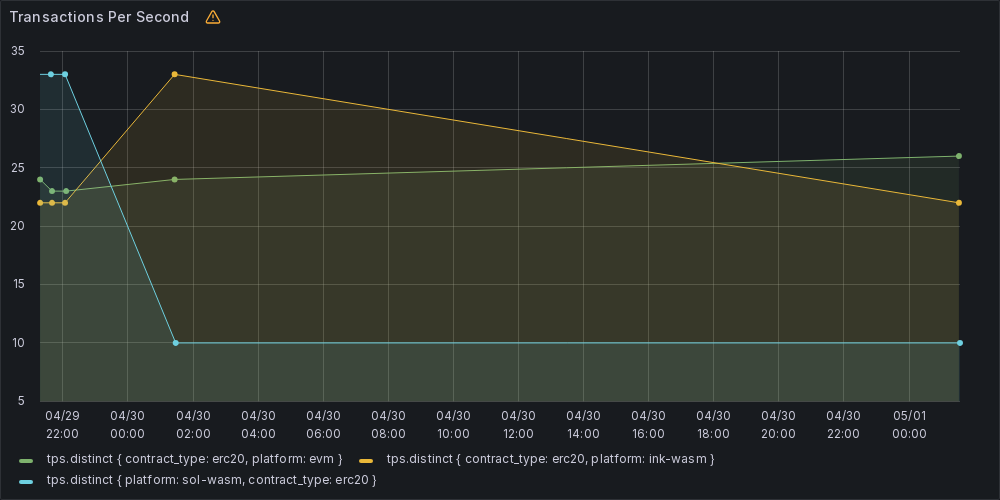 Transactions Per Second
35
30
25
20
15
10
5
04/29 04/30 04/30 04/30 04/30 04/30 04/30 04/30 04/30 04/30 04/30 04/30 04/30 05/01
22:00 00:00 02:00 04:00 06:00 08:00 10:00 12:00 14:00 16:00 18:00 20:00 22:00 00:00
tps.distinct { contract_type: erc20, platform: evm } tps.distinct { contract_type: erc20, platform: ink-wasm }
tps.distinct { platform: sol-wasm, contract_type: erc20 }